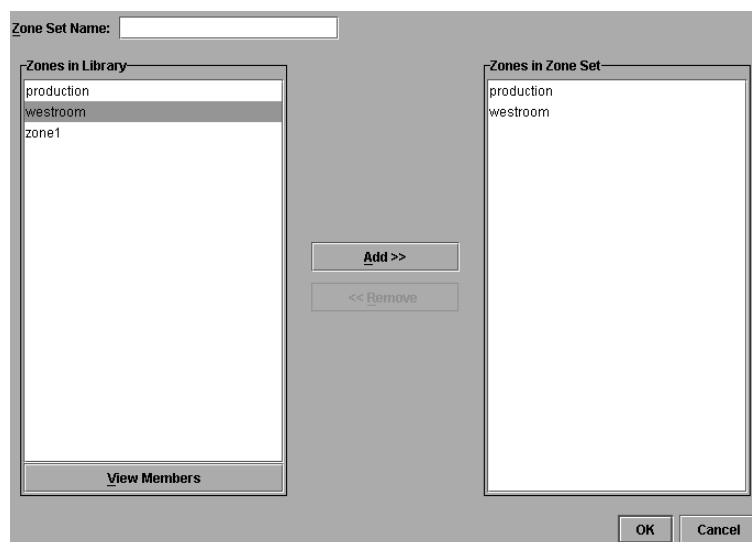 Zone Set Name:
Zones in Library
production
westroom
zone1
View Members
Add >>
<< Remove
Zones in Zone Set
production
westroom
OK
Cancel